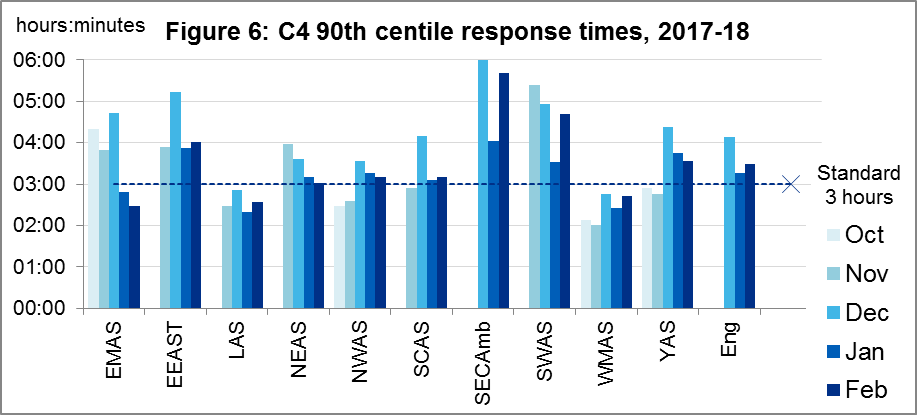 hours:minutes
Figure 6: C4 90th centile response times, 2017-18
06:00
05:00
04:00
03:00
02:00
01:00
00:00
EMAS
EEAST
LAS
NEAS
NWAS
SCAS
SECAmb
SWAS
WMAS
YAS
Eng
Standard
3 hours
Oct
Nov
Dec
Jan
Feb